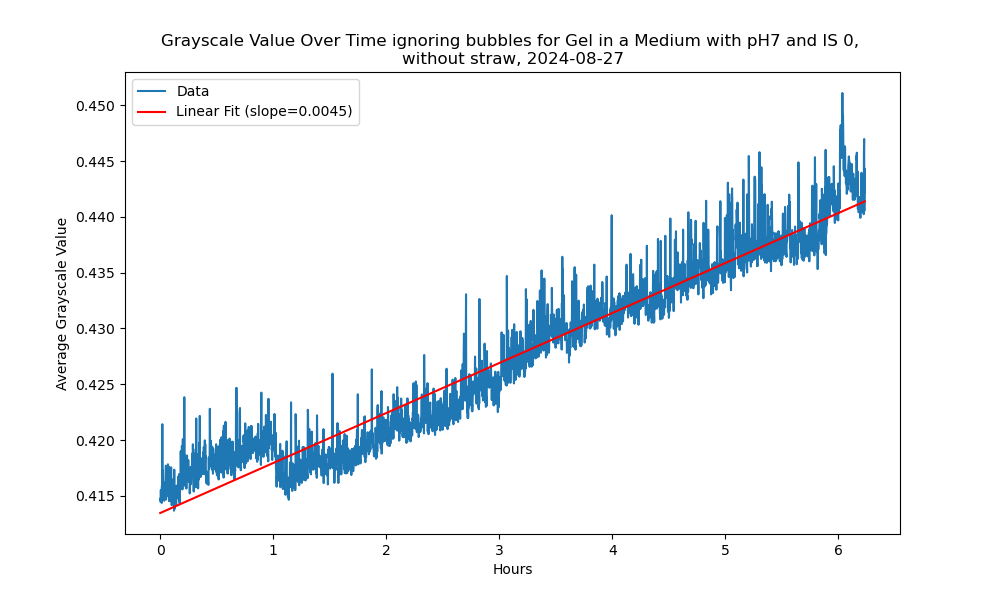 Grayscale Value Over Time ignoring bubbles for Gel in a Medium with pH7 and IS 0,
without straw, 2024-08-27
Data
Linear Fit (slope=0.0045)
0.450
0.445
0.440
0.435
0.430
0.425
0.420
0.415
Average Grayscale Value
0 1 2 3 4 5 6
Hours